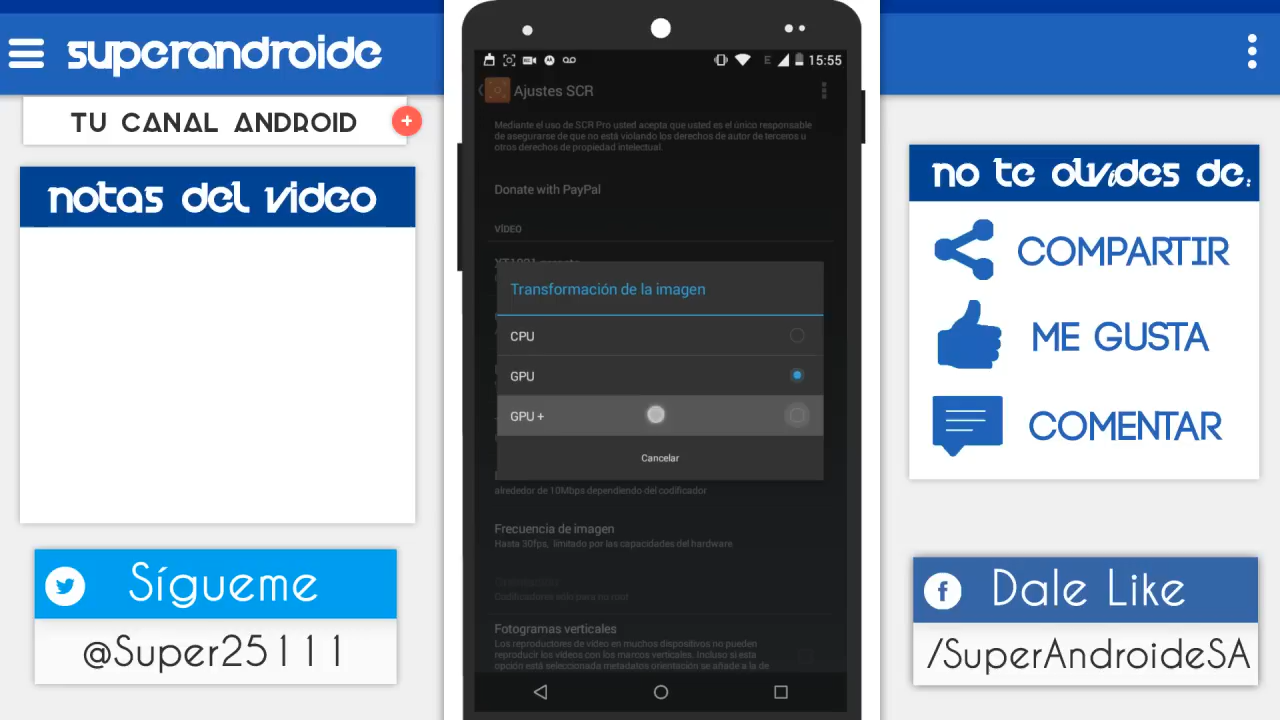 superandroide
TU CANAL ANDROID
+
notas del video
Sígueme
@Super25111
E 15:55
Ajustes SCR
Mediante el uso de SCR Pro usted acepta que usted es el único responsable
de asegurarse de que no está violando los derechos de autor de terceros u
otros derechos de propiedad intelectual.
Donate with PayPal
VÍDEO
Transformación de la imagen
CPU
GPU
GPU +
Cancelar
alrededor de 10Mbps dependiendo del codificador
Frecuencia de imagen
Hasta 30fps, limitado por las capacidades del hardware
Codificadores sólo para no root
Fotogramas verticales
Los reproductores de vídeo en muchos dispositivos no pueden
reproducir los vídeos con los marcos verticales. Incluso si esta
opción está seleccionada metadatos orientación se añade a la de
no te olvides de:
COMPARTIR
ME GUSTA
COMENTAR
Dale Like
/SuperAndroideSA